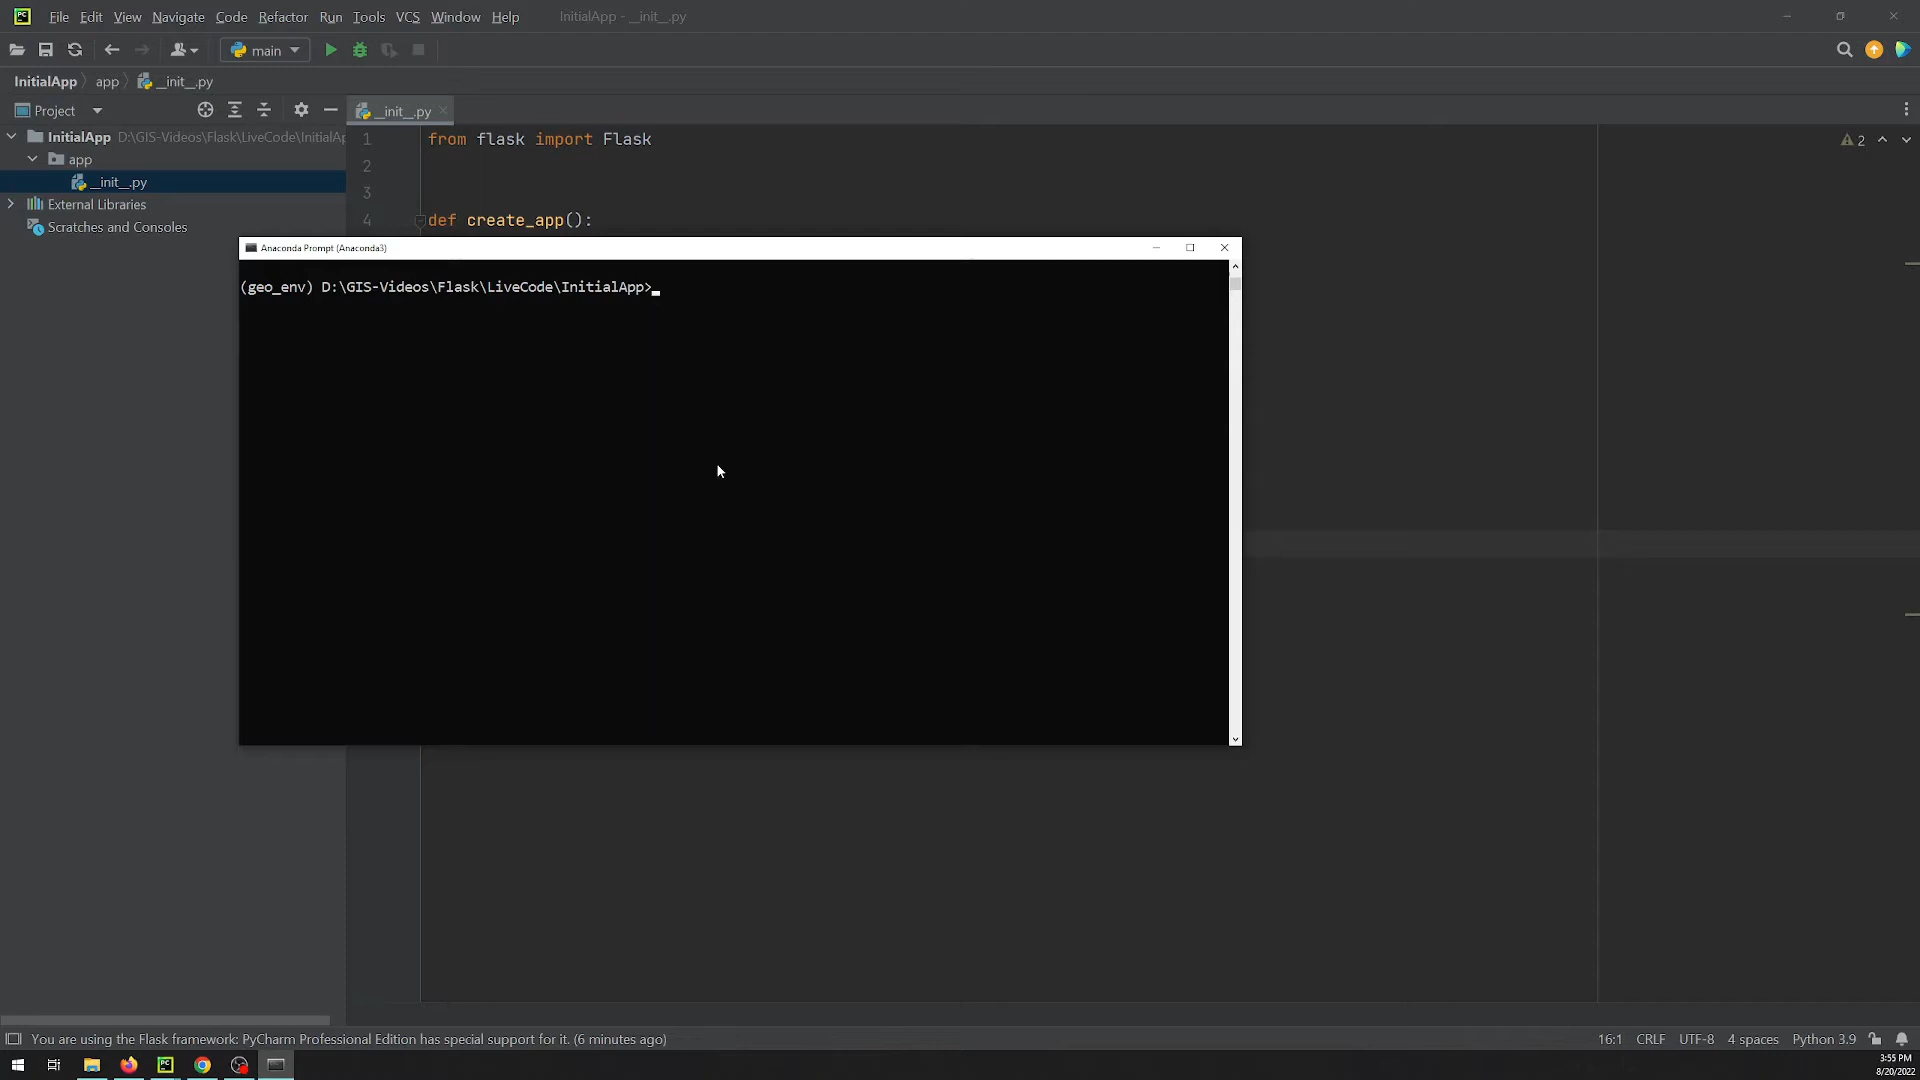 File Edit View Navigate Code Refactor Run Tools VCS Window Help InitialApp - __init__.py
main
InitialApp app __init__.py
Project
__init__.py
InitialApp D:\GIS-Videos\Flask\LiveCode\InitialAp
app
__init__.py
External Libraries
Scratches and Consoles
1 from flask import Flask
2
3
4 def create_app():
2
Anaconda Prompt (Anaconda3)
(geo_env) D:\GIS-Videos\Flask\LiveCode\InitialApp>
You are using the Flask framework: PyCharm Professional Edition has special support for it. (6 minutes ago)
16:1 CRLF UTF-8 4 spaces Python 3.9
3:55 PM
8/20/2022